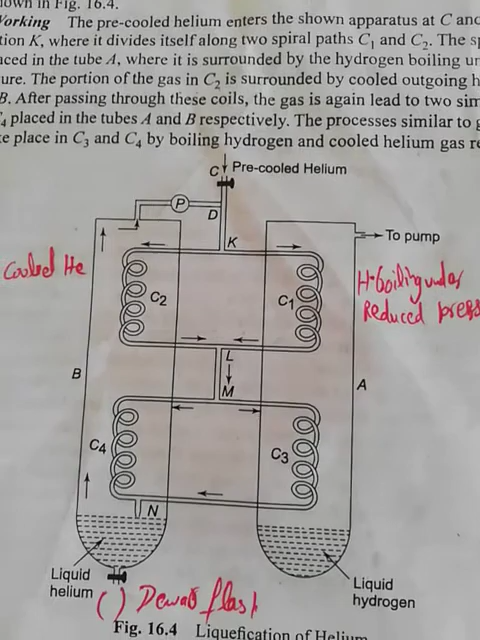 lown in Fig. 16.4.
Working The pre-cooled helium enters the shown apparatus at C and
tion K, where it divides itself along two spiral paths C₁ and C₂. The sp
aced in the tube A, where it is surrounded by the hydrogen boiling un
ure. The portion of the gas in C₂ is surrounded by cooled outgoing h
B. After passing through these coils, the gas is again lead to two sim
4 placed in the tubes A and B respectively. The processes similar to g
te place in C₃ and C₄ by boiling hydrogen and cooled helium gas re
C Pre-cooled Helium
P
D
To pump
K
Cooled He
C₂
C₁
H-boiling under
Reduced press
L
B
M
A
C₄
C₃
N
Liquid
helium
Liquid
hydrogen
( ) Dewar flask
Fig. 16.4 Liquefication of Helium